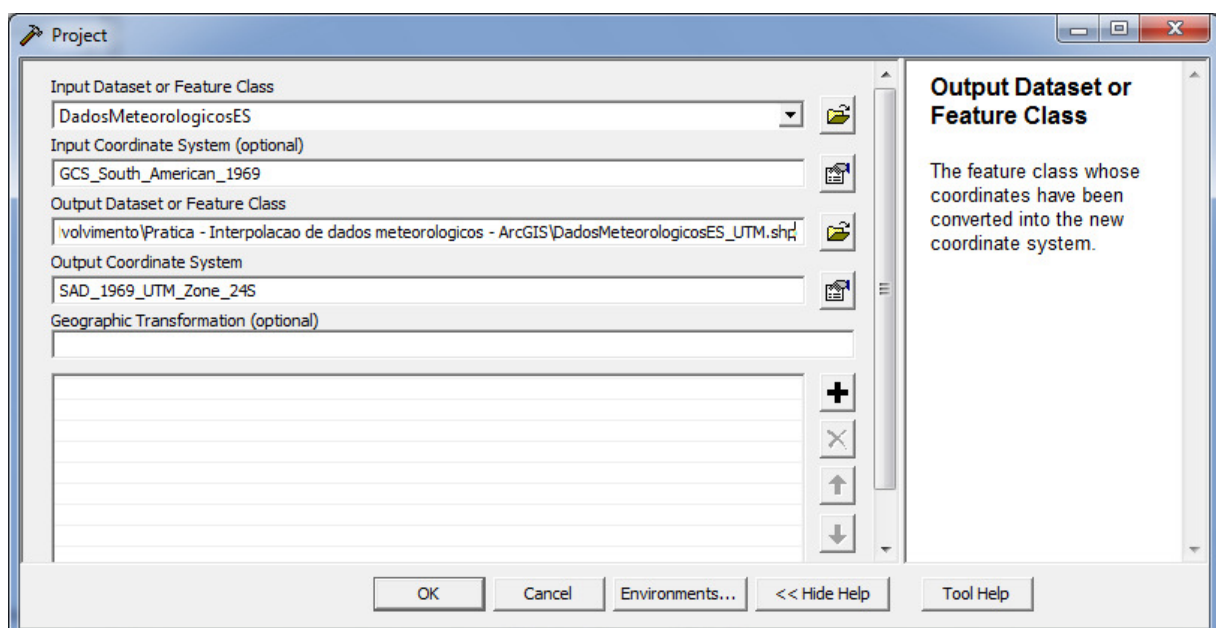 Project
Input Dataset or Feature Class
DadosMeteorologicosES
Input Coordinate System (optional)
GCS_South_American_1969
Output Dataset or Feature Class
volvimento\Pratica - Interpolacao de dados meteorologicos - ArcGIS\DadosMeteorologicosES_UTM.shp
Output Coordinate System
SAD_1969_UTM_Zone_24S
Geographic Transformation (optional)
OK
Cancel
Environments...
<< Hide Help
Tool Help
Output Dataset or
Feature Class
The feature class whose
coordinates have been
converted into the new
coordinate system.